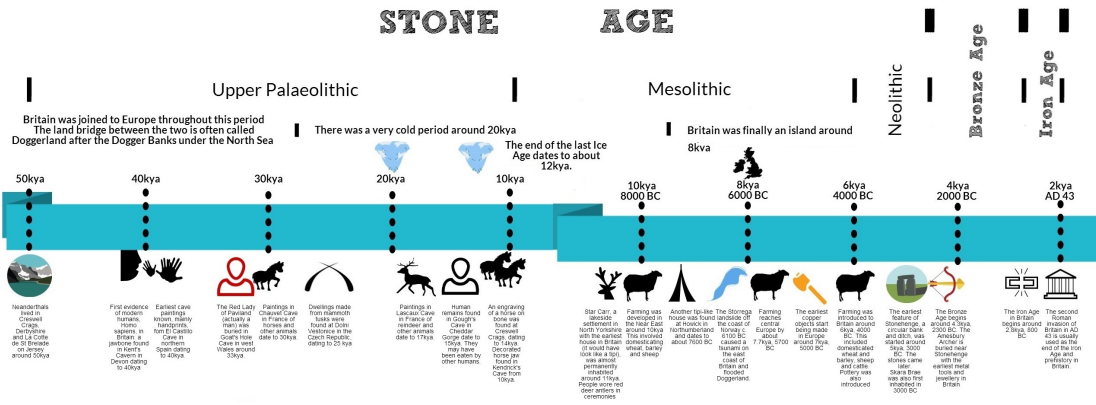 STONE AGE
Upper Palaeolithic
Mesolithic
Neolithic
Bronze Age
Iron Age
Britain was joined to Europe throughout this period
The land bridge between the two is often called
Doggerland after the Dogger Banks under the North Sea
There was a very cold period around 20kya
The end of the last Ice
Age dates to about
12kya.
Britain was finally an island around
8kya
50kya
40kya
30kya
20kya
10kya
10kya
8000 BC
8kya
6000 BC
6kya
4000 BC
4kya
2000 BC
2kya
AD 43
Neanderthals
lived in
Creswell
Crags,
Derbyshire
and La Cotte
de St Brelade
on Jersey
around 50kya
First evidence
of modern
humans,
Homo
sapiens, in
Britain: a
jawbone found
in Kent's
Cavern in
Devon dating
to 40kya
Earliest cave
paintings
known, mainly
handprints,
fom El Castillo
Cave in
northern
Spain dating
to 40kya.
The Red Lady
of Paviland
(actually a
man) was
buried in
Goat's Hole
Cave in west
Wales around
33kya.
Paintings in
Chauvet Cave
in France of
horses and
other animals
date to 30kya
Dwellings made
from mammoth
tusks were
found at Dolni
Vestonice in the
Czech Republic,
dating to 25 kya
Paintings in
Lascaux Cave
in France of
reindeer and
other animals
date to 17kya.
Human
remains found
in Gough's
Cave in
Cheddar
Gorge date to
15kya. They
may have
been eaten by
other humans
An engraving
of a horse on
bone was
found at
Creswell
Crags, dating
to 14kya
Decorated
horse jaw
found in
Kendrick's
Cave from
10kya.
Star Carr, a
lakeside
settlement in
north Yorkshire
with the earliest
house in Britain
(it would have
look like a tipi),
was almost
permanently
inhabited
around 11kya.
People wore red
deer antlers in
ceremonies
Farming was
developed in
the Near East
around 10kya
This involved
domesticated
wheat, barley
and sheep
Another tipi-like
house was found
at Howick in
Northumberland
and dates to
about 7600 BC
The Storrega
landslide off
the coast of
Norway c.
6100 BC
caused a
tsunami on the
east coast
of Britain
and flooded
Doggerland.
Farming
reaches
central
Europe by
about
7.7kya, 5700
BC
The earliest
copper
objects start
being made
in Europe
around 7kya,
5000 BC
Farming was
introduced to
Britain around
6kya, 4000
BC. This
included
domesticated
wheat and
barley, sheep
and cattle
Pottery was
also
introduced
The earliest
feature of
Stonehenge, a
circular bank
and ditch, was
started around
5kya, 3000
BC. The
stones came
later
Skara Brae
was also first
inhabited in
3000 BC
The Bronze
Age begins
around 4.3kya,
2300 BC. The
Amesbury
Archer is
buried near
Stonehenge
with the
earliest metal
tools and
jewellery in
Britain
The Iron Age
in Britain
begins around
2.8kya, 800
BC
The second
Roman
invasion of
Britain in AD
43 is usually
used as the
end of the Iron
Age and
prehistory in
Britain